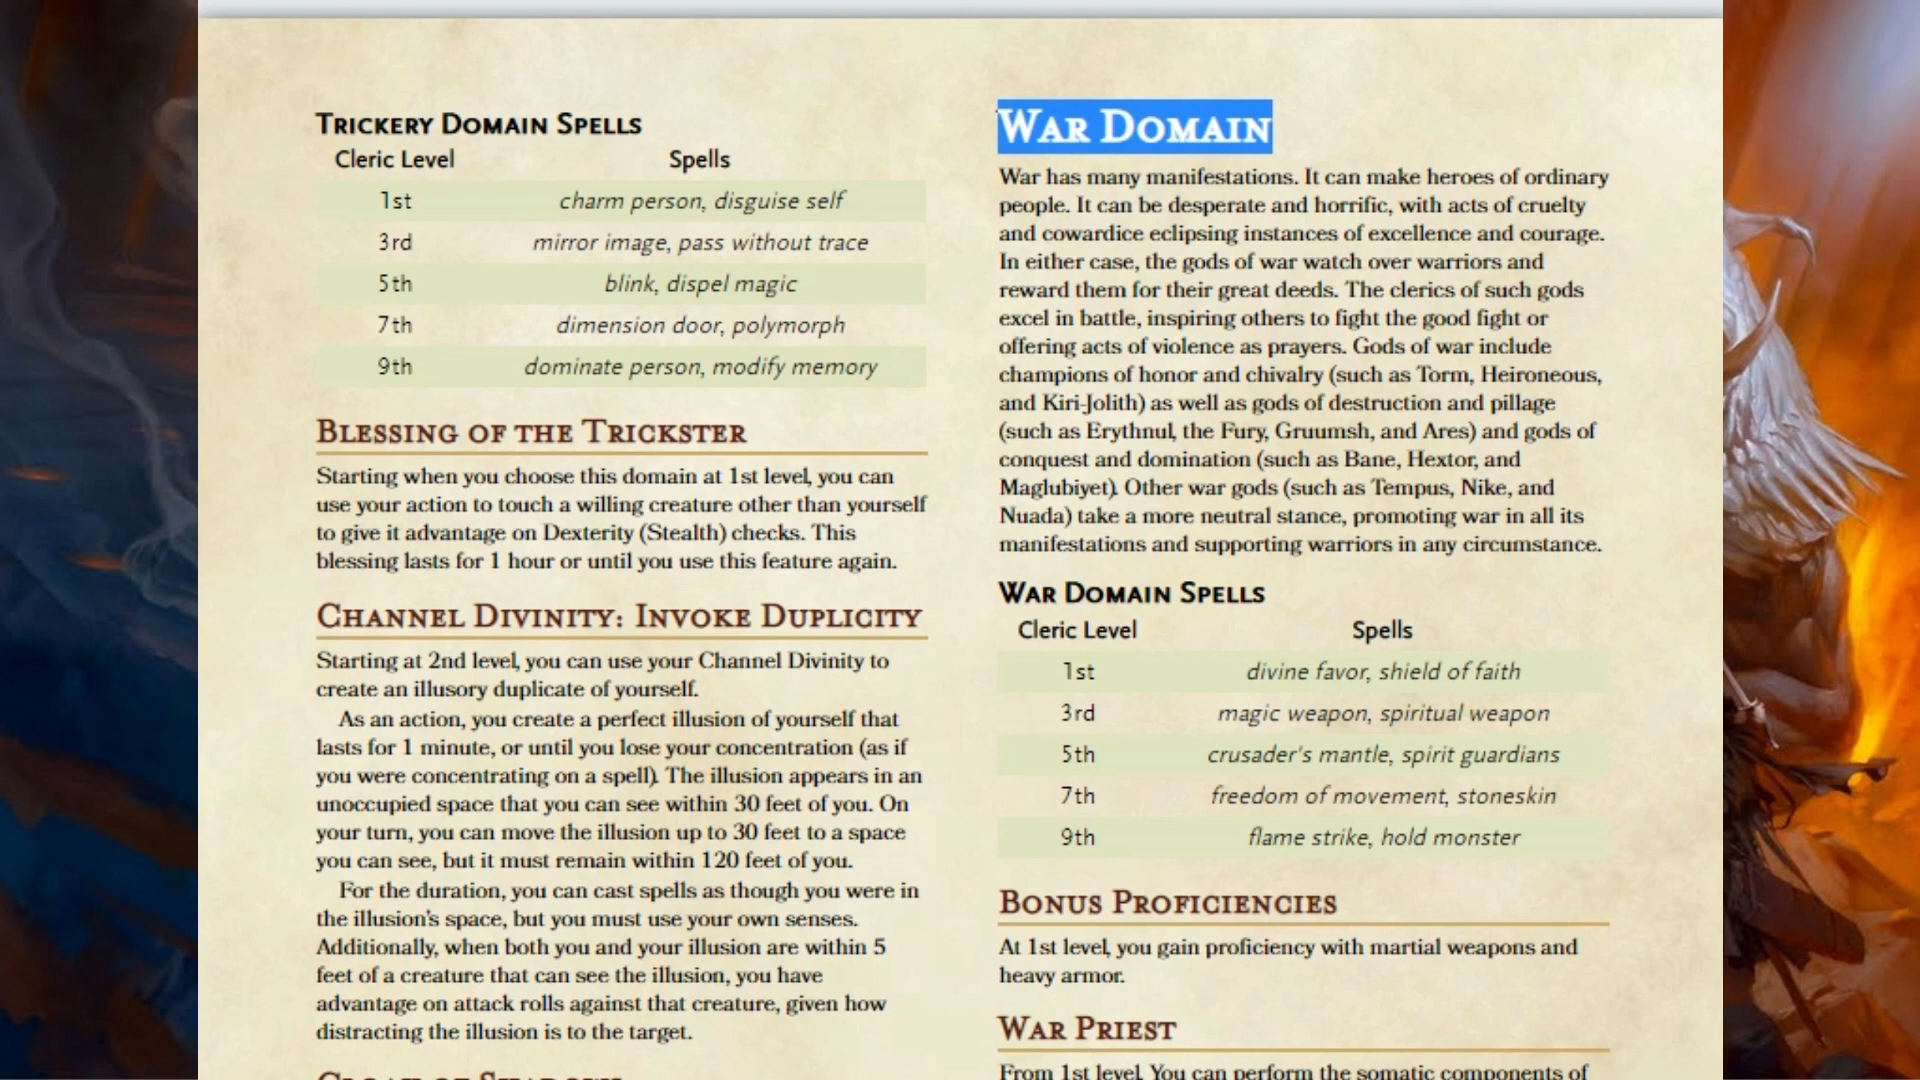 Trickery Domain Spells
Cleric Level Spells
1st charm person, disguise self
3rd mirror image, pass without trace
5th blink, dispel magic
7th dimension door, polymorph
9th dominate person, modify memory
Blessing of the Trickster
Starting when you choose this domain at 1st level, you can
use your action to touch a willing creature other than yourself
to give it advantage on Dexterity (Stealth) checks. This
blessing lasts for 1 hour or until you use this feature again.
Channel Divinity: Invoke Duplicity
Starting at 2nd level, you can use your Channel Divinity to
create an illusory duplicate of yourself.
As an action, you create a perfect illusion of yourself that
lasts for 1 minute, or until you lose your concentration (as if
you were concentrating on a spell). The illusion appears in an
unoccupied space that you can see within 30 feet of you. On
your turn, you can move the illusion up to 30 feet to a space
you can see, but it must remain within 120 feet of you.
For the duration, you can cast spells as though you were in
the illusion's space, but you must use your own senses.
Additionally, when both you and your illusion are within 5
feet of a creature that can see the illusion, you have
advantage on attack rolls against that creature, given how
distracting the illusion is to the target.
Cloak of Shadows
War Domain
War has many manifestations. It can make heroes of ordinary
people. It can be desperate and horrific, with acts of cruelty
and cowardice eclipsing instances of excellence and courage.
In either case, the gods of war watch over warriors and
reward them for their great deeds. The clerics of such gods
excel in battle, inspiring others to fight the good fight or
offering acts of violence as prayers. Gods of war include
champions of honor and chivalry (such as Torm, Heironeous,
and Kiri-Jolith) as well as gods of destruction and pillage
(such as Erythnul, the Fury, Gruumsh, and Ares) and gods of
conquest and domination (such as Bane, Hextor, and
Maglubiyet). Other war gods (such as Tempus, Nike, and
Nuada) take a more neutral stance, promoting war in all its
manifestations and supporting warriors in any circumstance.
War Domain Spells
Cleric Level Spells
1st divine favor, shield of faith
3rd magic weapon, spiritual weapon
5th crusader's mantle, spirit guardians
7th freedom of movement, stoneskin
9th flame strike, hold monster
Bonus Proficiencies
At 1st level, you gain proficiency with martial weapons and
heavy armor.
War Priest
From 1st level, You can perform the somatic components of